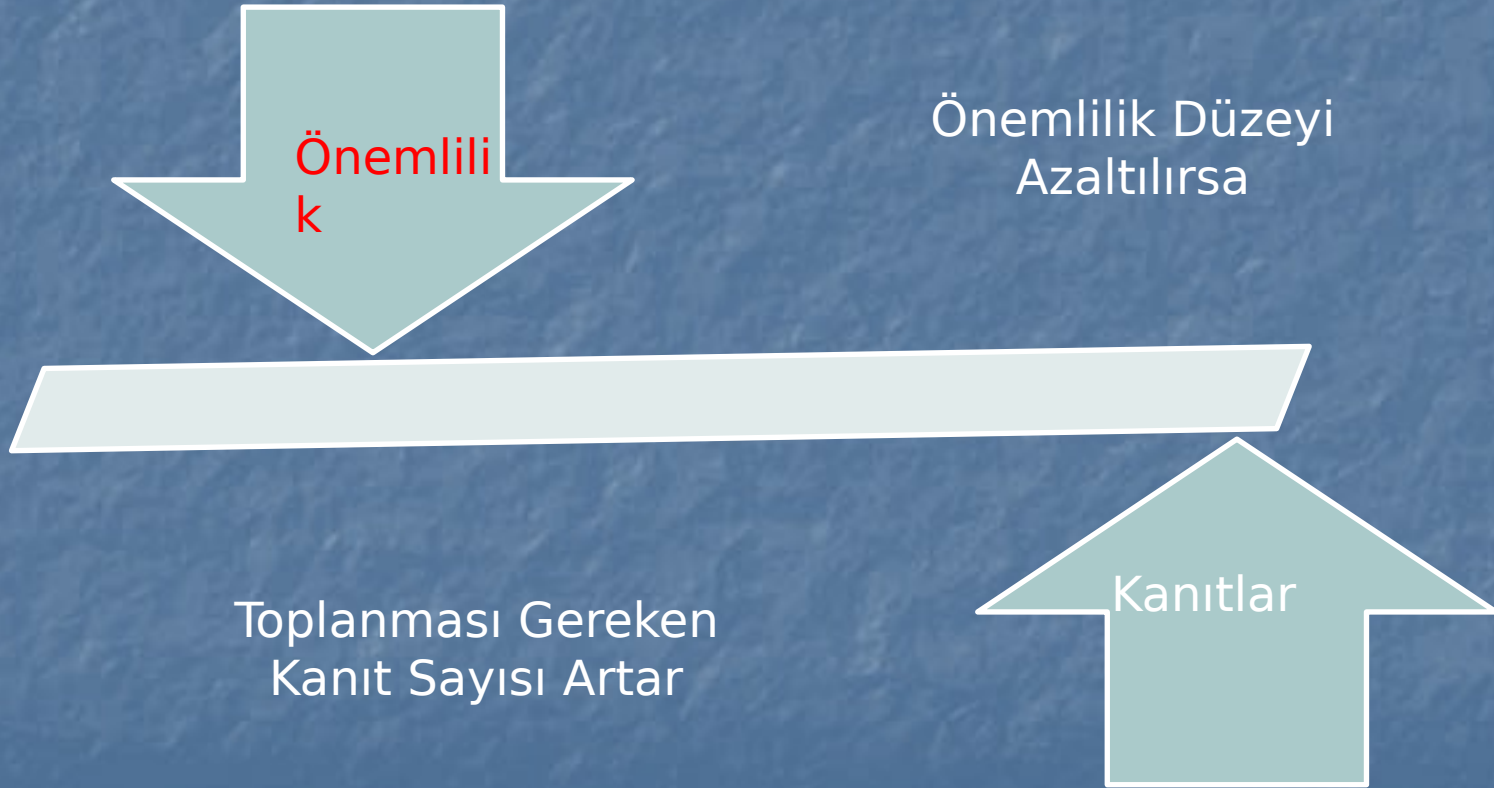 Önemlili
k
Önemlilik Düzeyi
Azaltılırsa
Toplanması Gereken
Kanıt Sayısı Artar
Kanıtlar